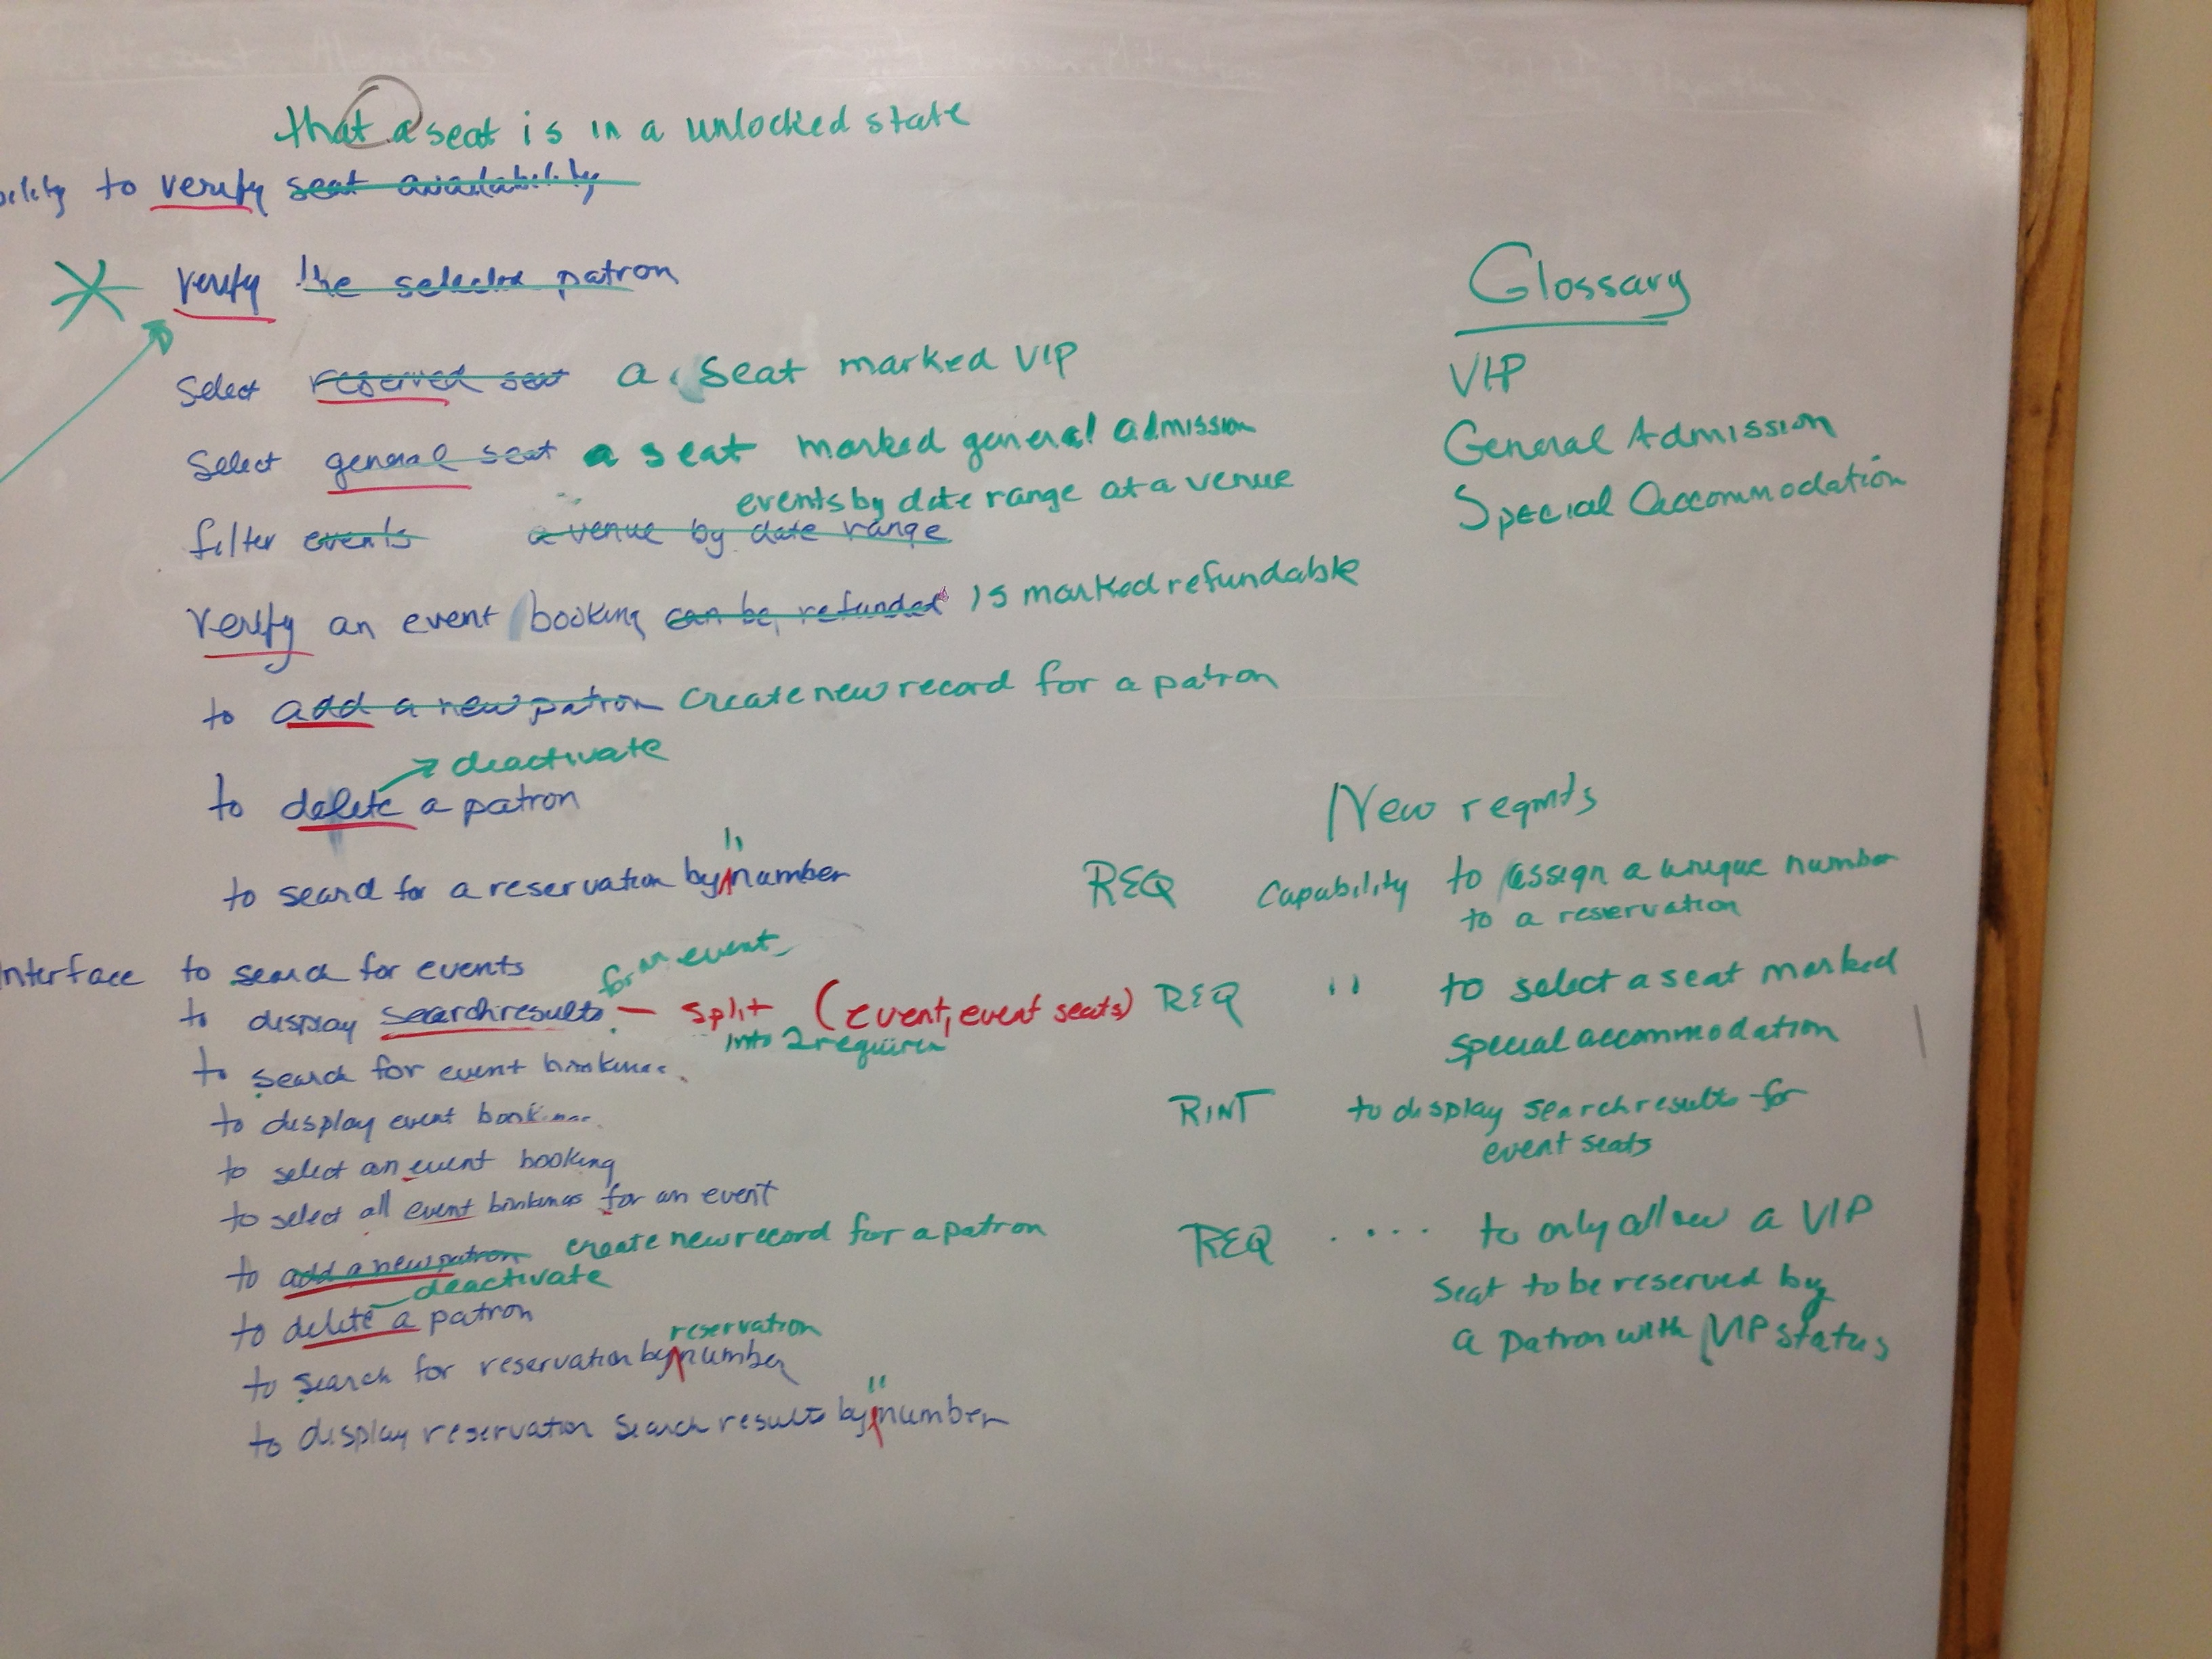 that a seat is in a unlocked state
to verify seat availability
verify the selected patron
Select reserved seat a seat marked VIP
Select general seat a seat marked general admission
events by date range at a venue
filter events a venue by date range
Verify an event booking can be refunded is marked refundable
to add a new patron create new record for a patron
deactivate
to delete a patron
"
to search for a reservation by number
Interface to search for events
for an event
to display search results — split (event, event seats)
into 2
to search for event
to display event
to select an event booking
to select all event bookings for an event
to add a new patron create new record for a patron
deactivate
to delete a patron
reservation
to search for reservation by number
"
to display reservation search results by number
Glossary
VIP
General Admission
Special Accommodation
New reqmts
REQ Capability to assign a unique number
to a reservation
REQ " to select a seat marked
special accommodation
RINT to display search results for
event seats
REQ .... to only allow a VIP
seat to be reserved by
a patron with VIP status